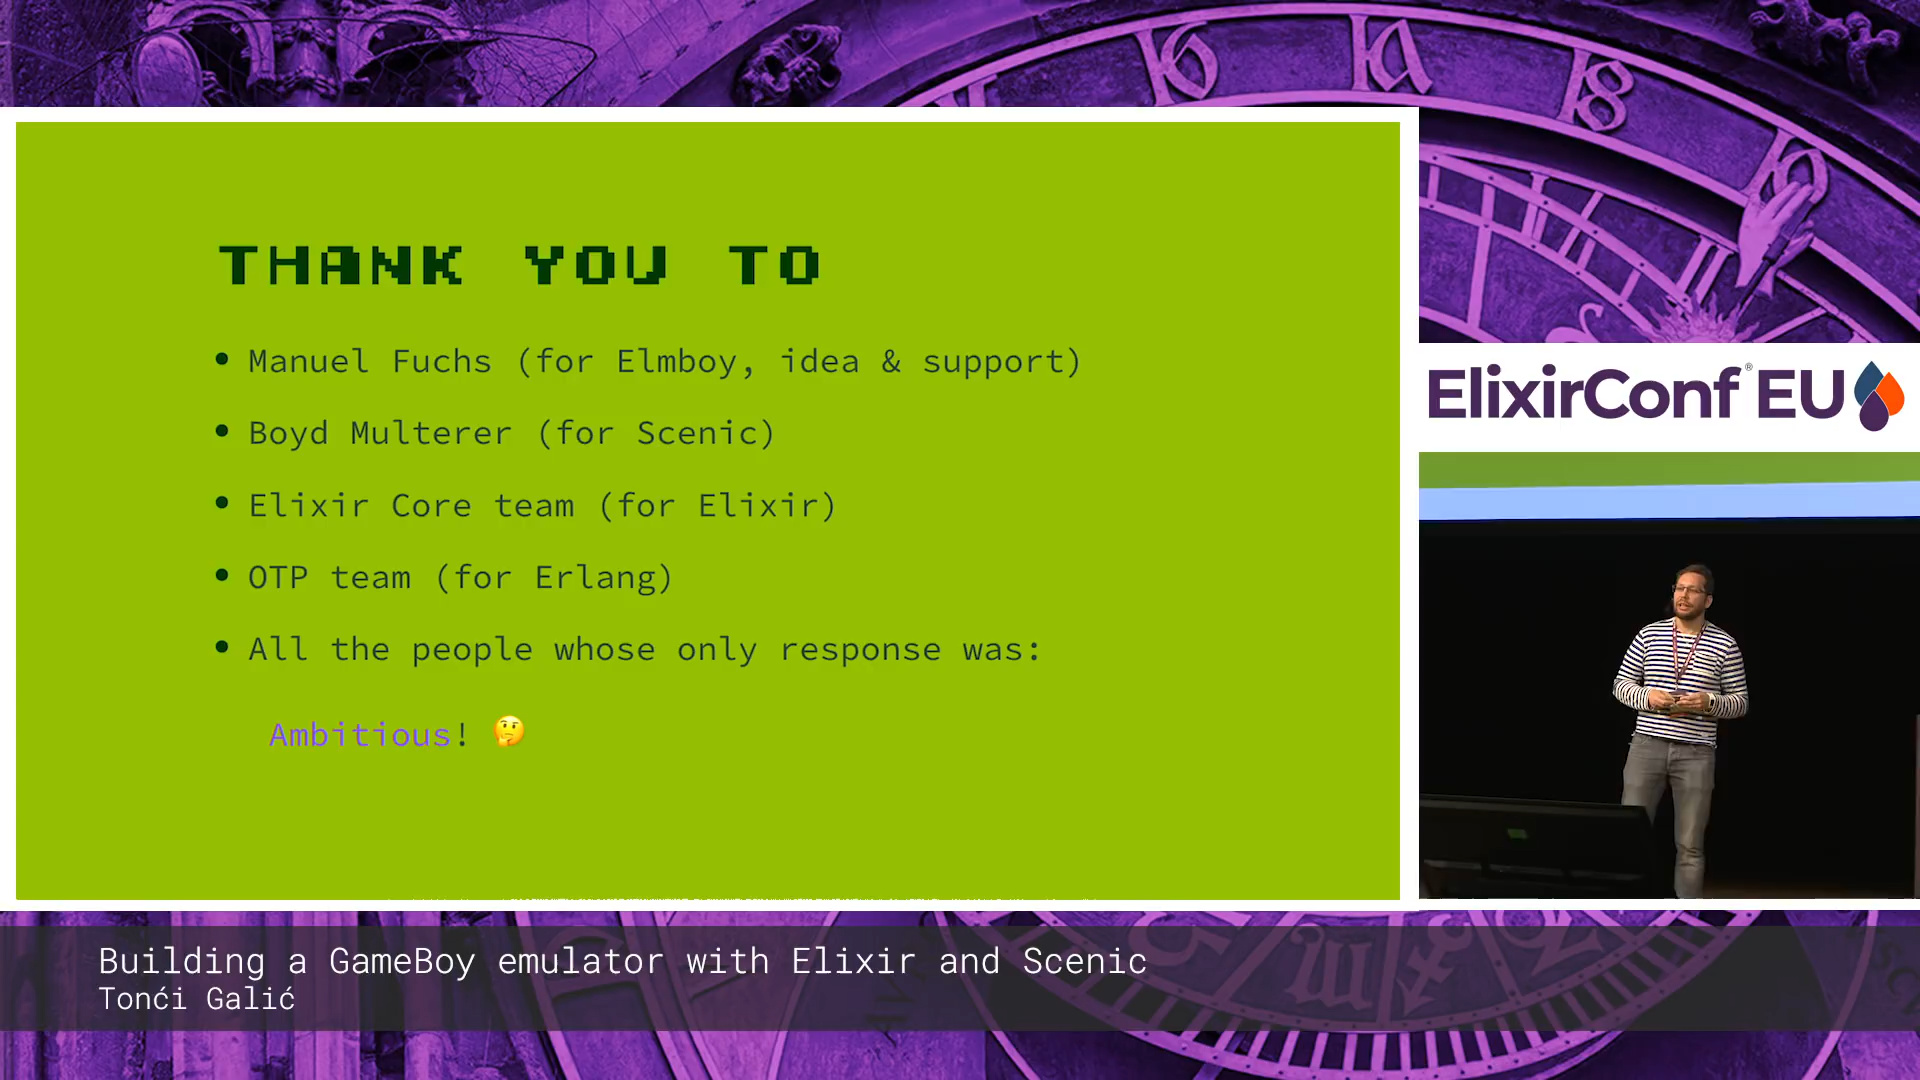 THANK YOU TO
• Manuel Fuchs (for Elmboy, idea & support)
• Boyd Multerer (for Scenic)
• Elixir Core team (for Elixir)
• OTP team (for Erlang)
• All the people whose only response was:
Ambitious! 🤔
ElixirConf® EU
Building a GameBoy emulator with Elixir and Scenic
Tonći Galić